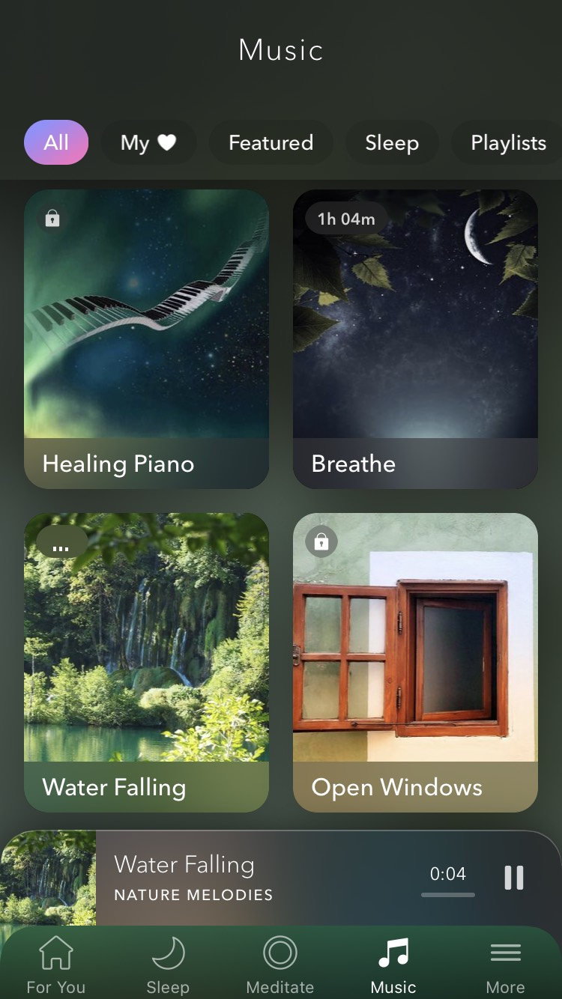 Music
All
My
Featured
Sleep
Playlists
1h 04m
Healing Piano
Breathe
...
Water Falling
Open Windows
Water Falling
NATURE MELODIES
0:04
For You
Sleep
Meditate
Music
More